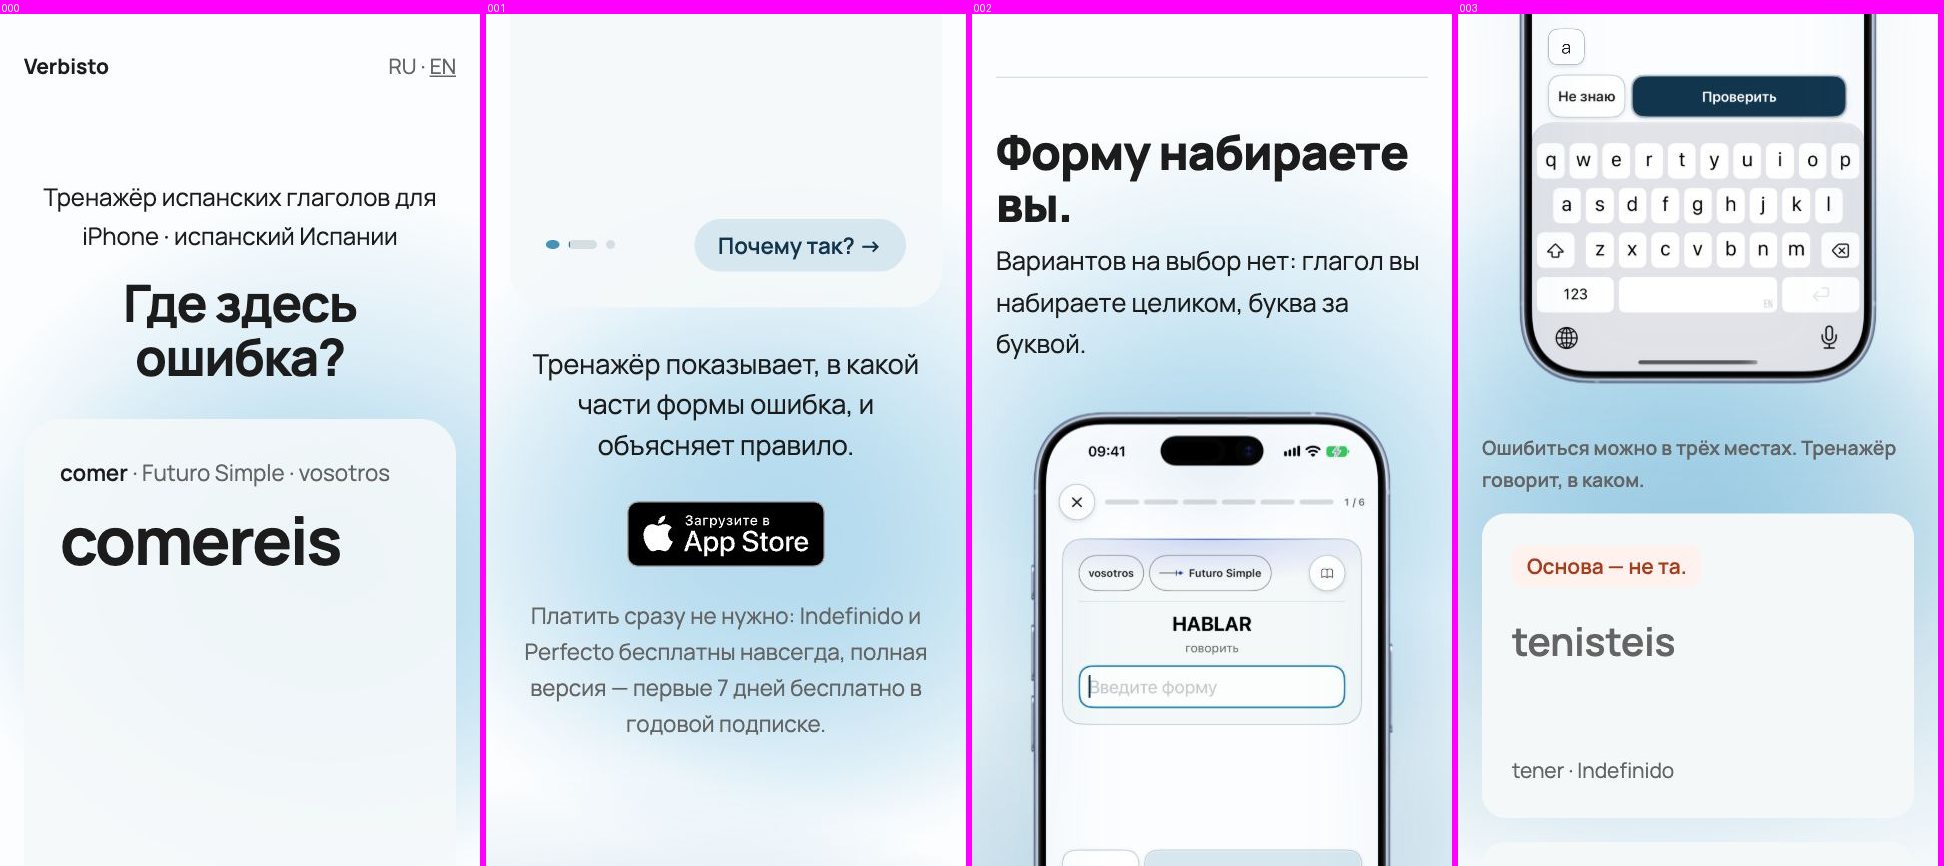 000
Verbisto
RU · EN
Тренажёр испанских глаголов для
iPhone · испанский Испании
Где здесь
ошибка?
comer · Futuro Simple · vosotros
comereis
001
Почему так? →
Тренажёр показывает, в какой
части формы ошибка, и
объясняет правило.
Загрузите в
App Store
Платить сразу не нужно: Indefinido и
Perfecto бесплатны навсегда, полная
версия — первые 7 дней бесплатно в
годовой подписке.
002
Форму набираете
вы.
Вариантов на выбор нет: глагол вы
набираете целиком, буква за
буквой.
09:41
1 / 6
vosotros
Futuro Simple
HABLAR
говорить
Введите форму
003
a
Не знаю
Проверить
q w e r t y u i o p
a s d f g h j k l
z x c v b n m
123
EN
Ошибиться можно в трёх местах. Тренажёр
говорит, в каком.
Основа — не та.
tenisteis
tener · Indefinido